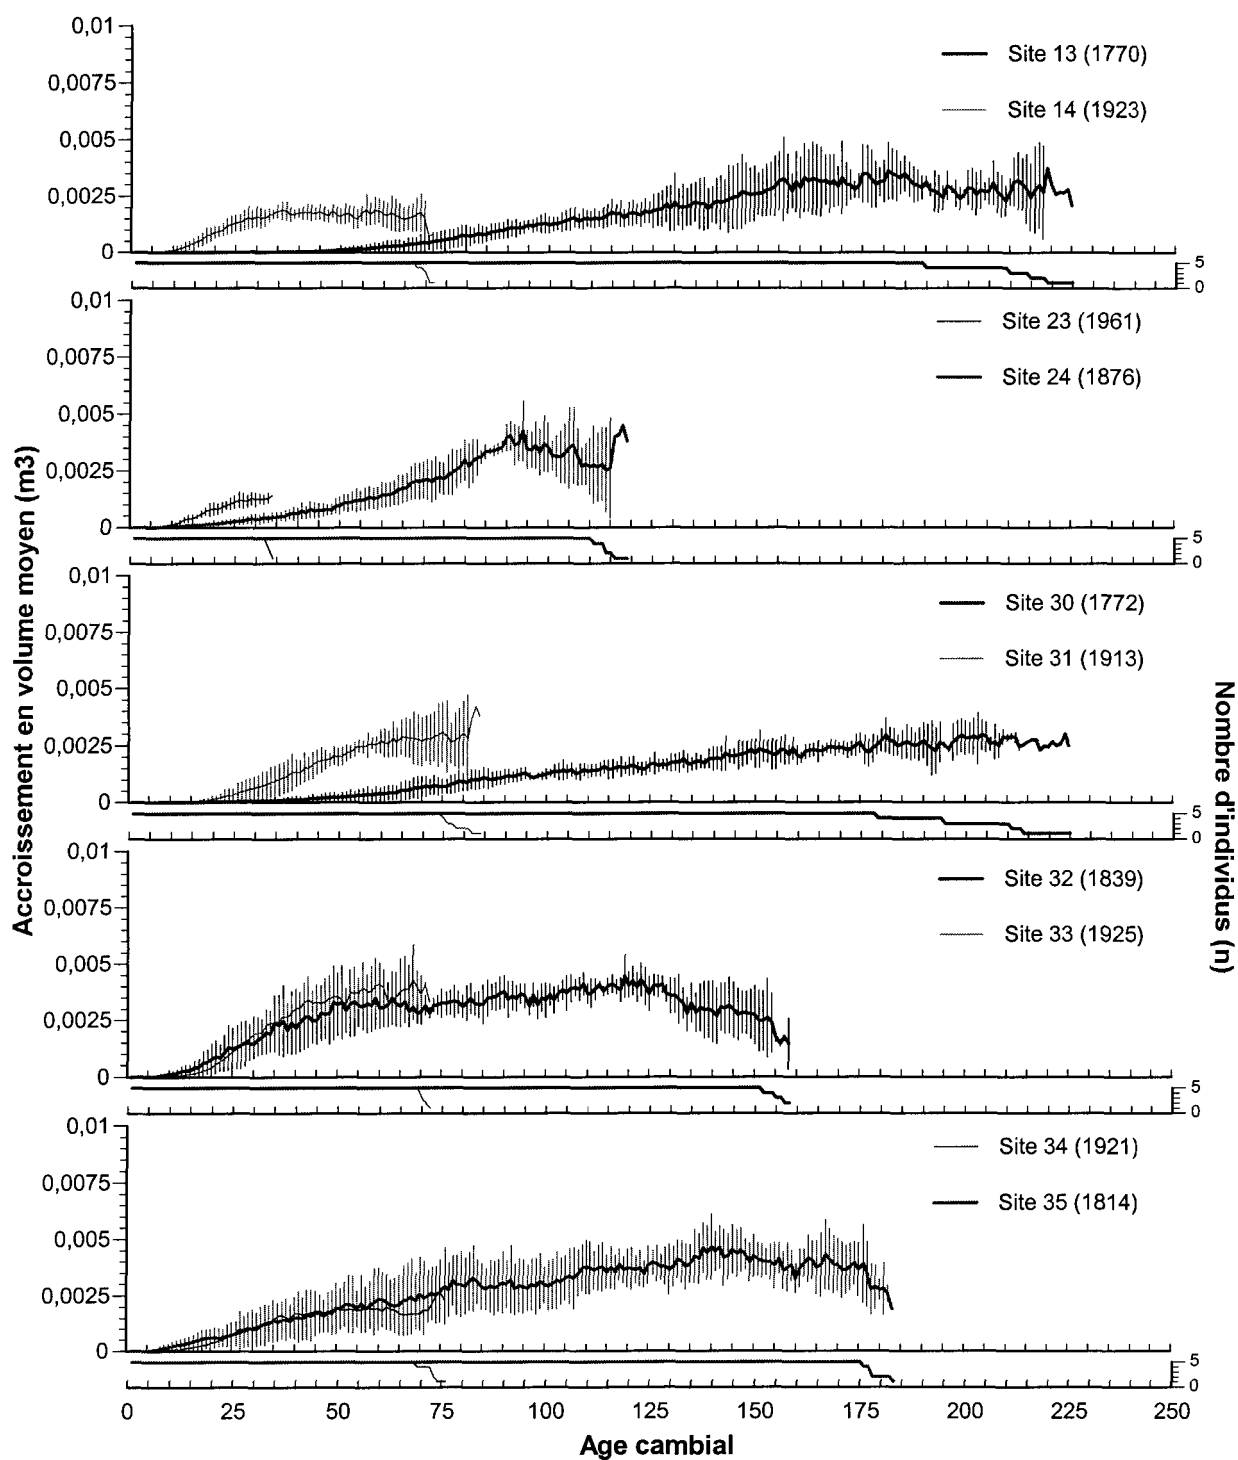 0,01
0,0075
0,005
0,0025
0
Site 13 (1770)
Site 14 (1923)
5
0
0,01
0,0075
0,005
0,0025
0
Site 23 (1961)
Site 24 (1876)
5
0
0,01
0,0075
0,005
0,0025
0
Site 30 (1772)
Site 31 (1913)
5
0
0,01
0,0075
0,005
0,0025
0
Site 32 (1839)
Site 33 (1925)
5
0
0,01
0,0075
0,005
0,0025
0
Site 34 (1921)
Site 35 (1814)
5
0
0 25 50 75 100 125 150 175 200 225 250
Age cambial
Accroissement en volume moyen (m3)
Nombre d'individus (n)